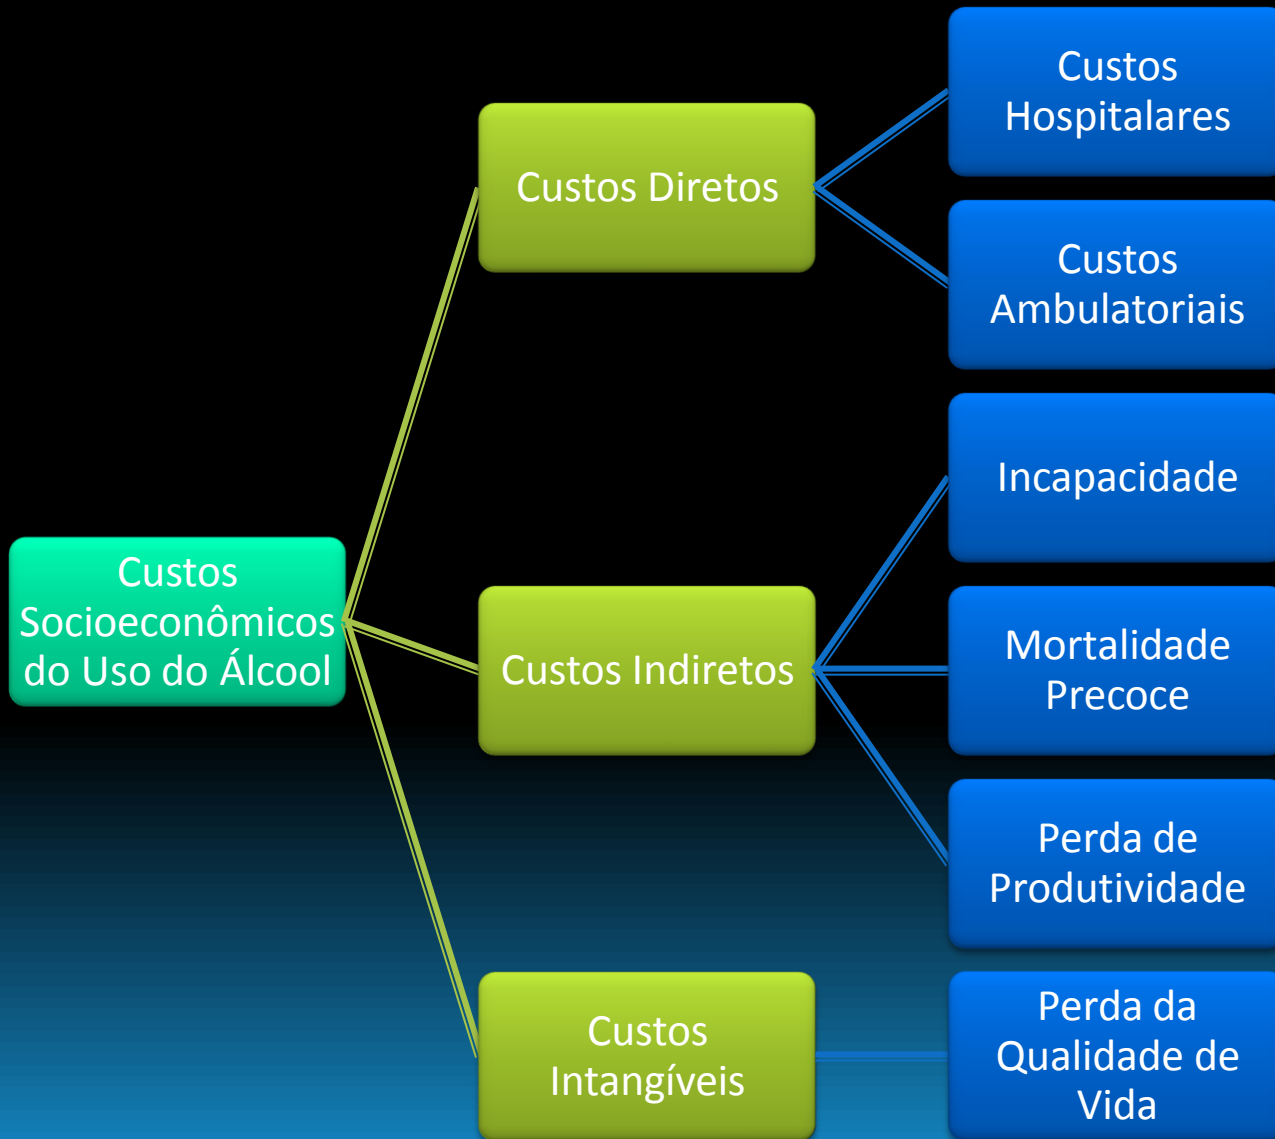 Custos
Socioeconômicos
do Uso do Álcool
Custos Diretos
Custos
Hospitalares
Custos
Ambulatoriais
Custos Indiretos
Incapacidade
Mortalidade
Precoce
Perda de
Produtividade
Custos
Intangíveis
Perda da
Qualidade de
Vida